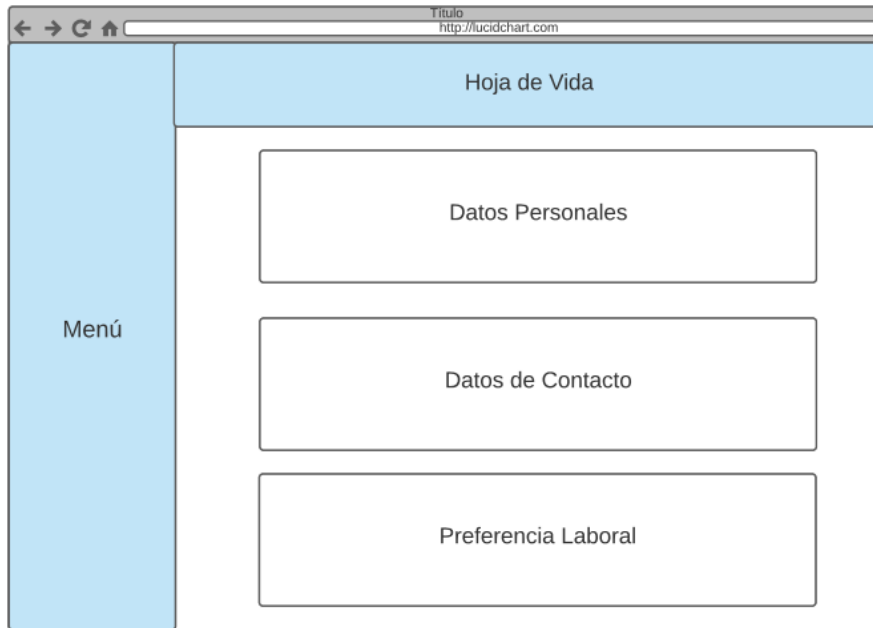 Título
http://lucidchart.com
Hoja de Vida
Datos Personales
Menú
Datos de Contacto
Preferencia Laboral